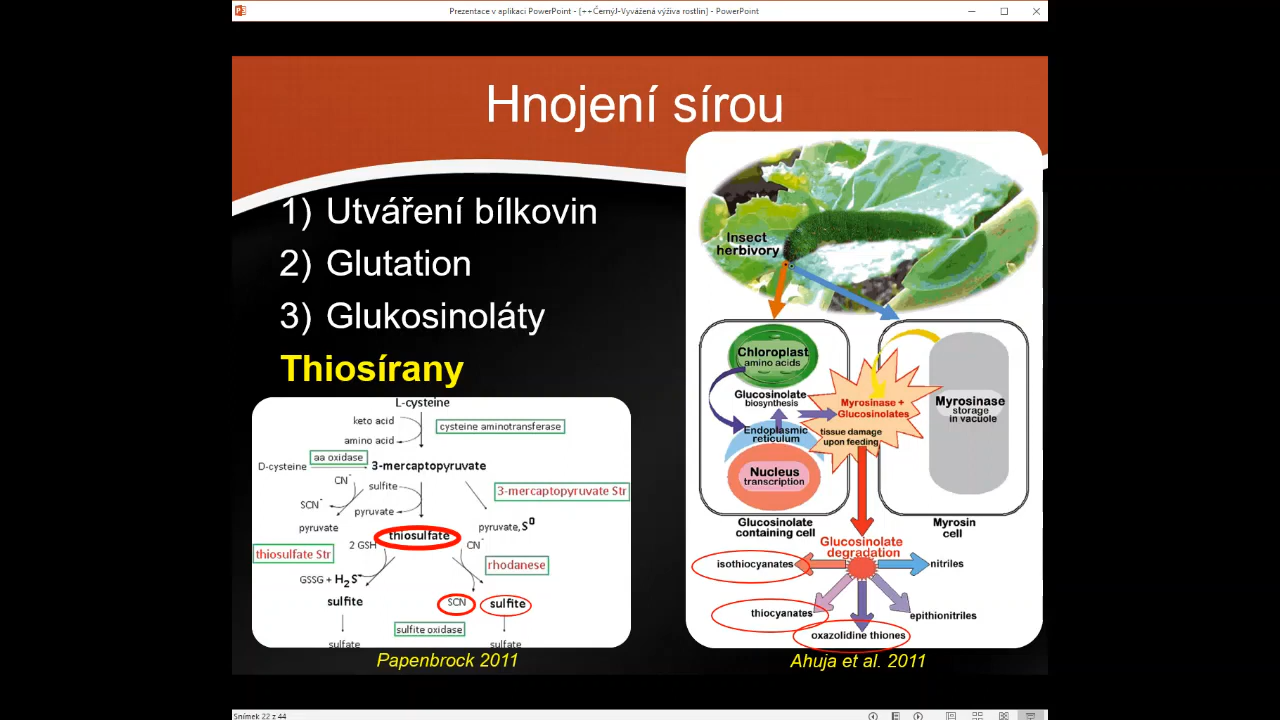 Prezentace v aplikaci PowerPoint - [++ČernýJ-Vyvážená výživa rostlin] - PowerPoint
Hnojení sírou
1) Utváření bílkovin
2) Glutation
3) Glukosinoláty
Thiosírany
L-cysteine
keto acid
cysteine aminotransferase
amino acid
aa oxidase
D-cysteine
3-mercaptopyruvate
CN-
sulfite
3-mercaptopyruvate Str
SCN-
pyruvate
pyruvate
pyruvate, S0
thiosulfate
2 GSH
CN-
thiosulfate Str
rhodanese
GSSG + H2S-
sulfite
SCN-
sulfite
sulfite oxidase
sulfate
sulfate
Papenbrock 2011
Insect
herbivory
Chloroplast
amino acids
Glucosinolate
biosynthesis
Endoplasmic
reticulum
Nucleus
transcription
Myrosinase +
Glucosinolates
tissue damage
upon feeding
Myrosinase
storage
in vacuole
Glucosinolate
containing cell
Myrosin
cell
Glucosinolate
degradation
isothiocyanates
nitriles
thiocyanates
epithionitriles
oxazolidine thiones
Ahuja et al. 2011
Snímek 22 z 44